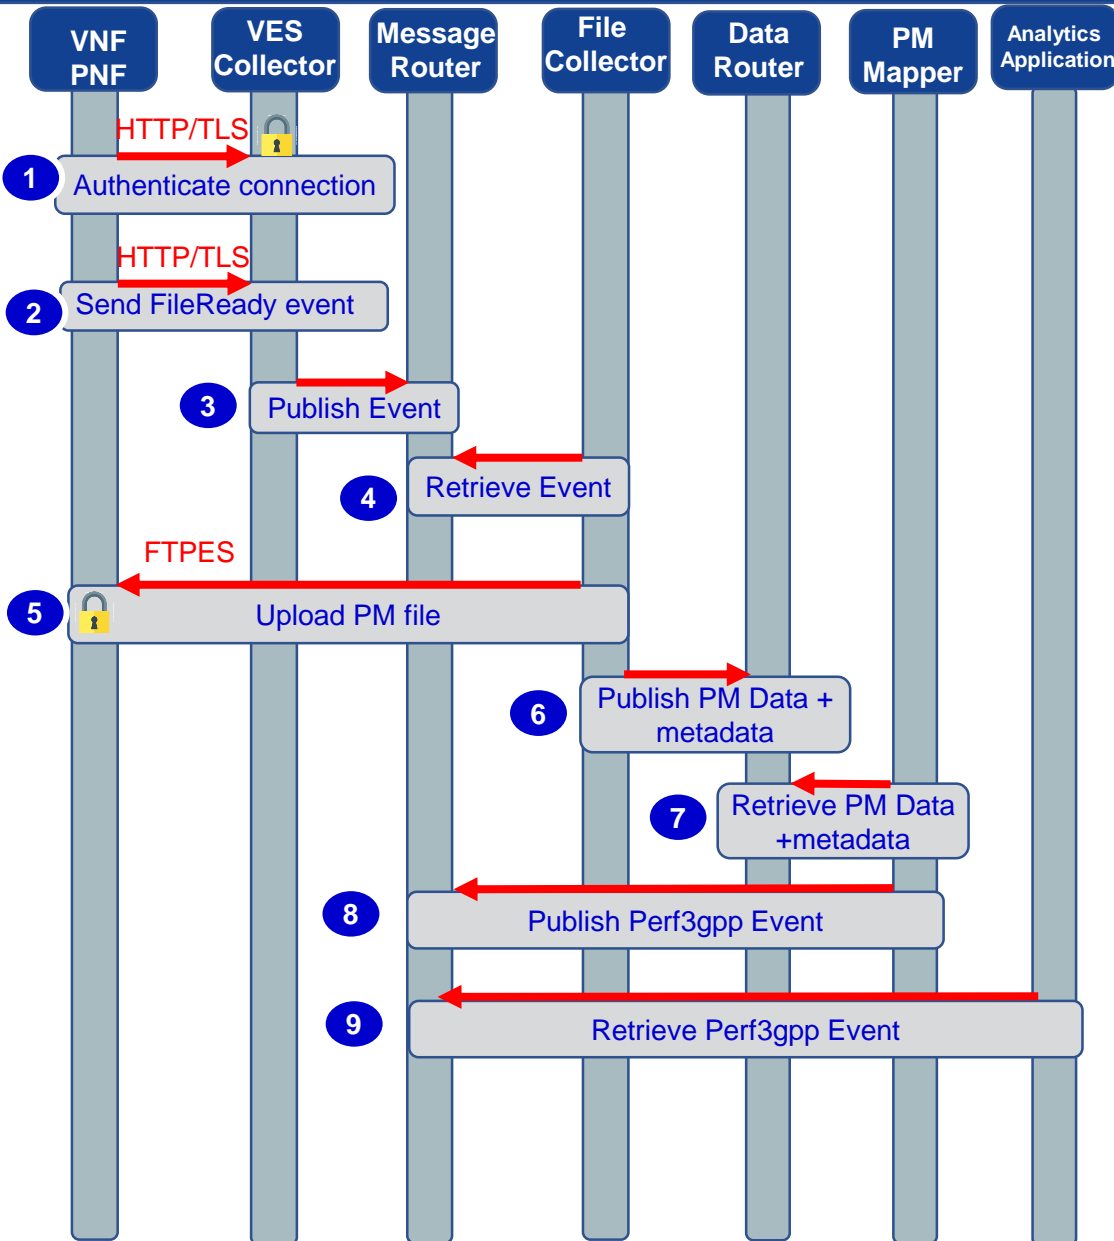 VNF
PNF
VES
Collector
Message
Router
File
Collector
Data
Router
PM
Mapper
Analytics
Application
HTTP/TLS
1
Authenticate connection
HTTP/TLS
2
Send FileReady event
3
Publish Event
4
Retrieve Event
FTPES
5
Upload PM file
6
Publish PM Data +
metadata
7
Retrieve PM Data
+metadata
8
Publish Perf3gpp Event
9
Retrieve Perf3gpp Event